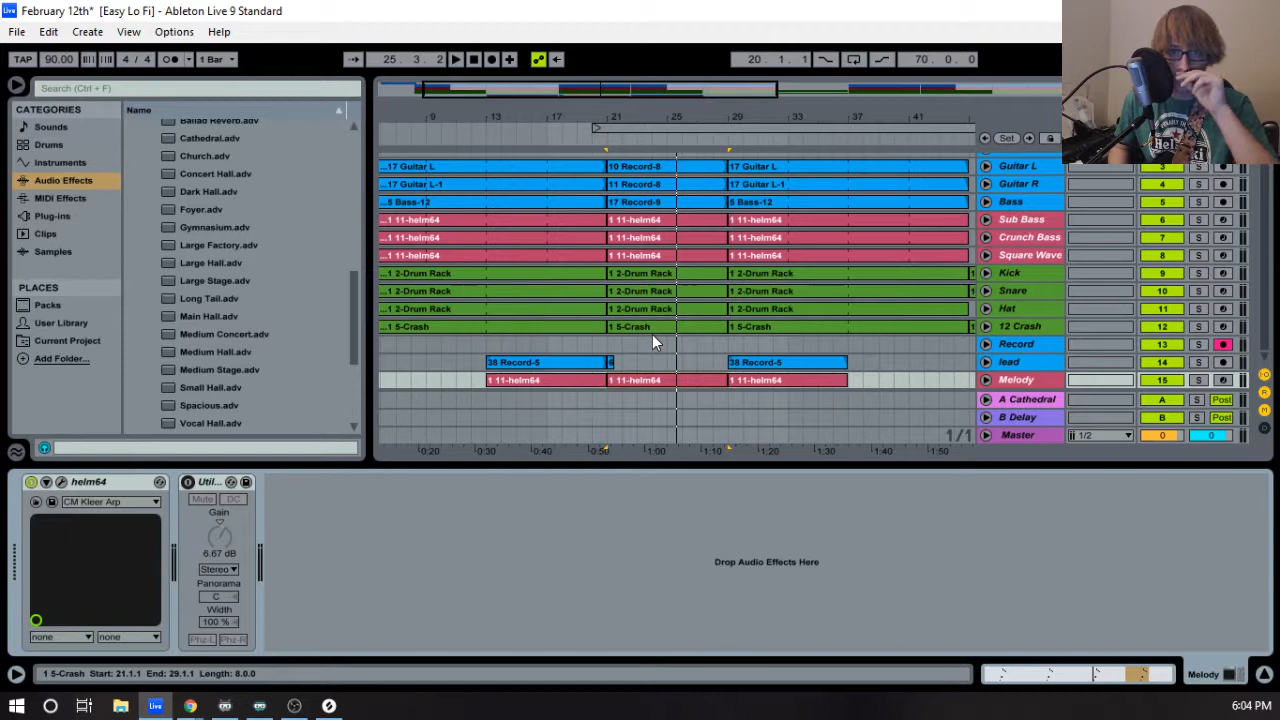 February 12th* [Easy Lo Fi] - Ableton Live 9 Standard
File Edit Create View Options Help
TAP 90.00 4 / 4 1 Bar 25. 3. 2 20. 1. 1 70. 0. 0
Search (Ctrl + F)
CATEGORIES
Sounds
Drums
Instruments
Audio Effects
MIDI Effects
Plug-ins
Clips
Samples
PLACES
Packs
User Library
Current Project
Add Folder...
Name
Ballad Reverb.adv
Cathedral.adv
Church.adv
Concert Hall.adv
Dark Hall.adv
Foyer.adv
Gymnasium.adv
Large Factory.adv
Large Hall.adv
Large Stage.adv
Long Tail.adv
Main Hall.adv
Medium Concert.adv
Medium Hall.adv
Medium Stage.adv
Small Hall.adv
Spacious.adv
Vocal Hall.adv
9 13 17 21 25 29 33 37 41
Set
...17 Guitar L 10 Record-8 17 Guitar L Guitar L 3 S
...17 Guitar L-1 11 Record-8 17 Guitar L-1 Guitar R 4 S
...5 Bass-12 17 Record-9 5 Bass-12 Bass 5 S
...1 11-helm64 1 11-helm64 1 11-helm64 Sub Bass 6 S
...1 11-helm64 1 11-helm64 1 11-helm64 Crunch Bass 7 S
...1 11-helm64 1 11-helm64 1 11-helm64 Square Wave 8 S
...1 2-Drum Rack 1 2-Drum Rack 1 2-Drum Rack Kick 9 S
...1 2-Drum Rack 1 2-Drum Rack 1 2-Drum Rack Snare 10 S
...1 2-Drum Rack 1 2-Drum Rack 1 2-Drum Rack Hat 11 S
...1 5-Crash 1 5-Crash 1 5-Crash 12 Crash 12 S
Record 13 S
38 Record-5 6 38 Record-5 lead 14 S
1 11-helm64 1 11-helm64 1 11-helm64 Melody 15 S
A Cathedral A S Post
B Delay B S Post
1/1 Master 1/2 0 0
0:20 0:30 0:40 0:50 1:00 1:10 1:20 1:30 1:40 1:50
helm64
CM Kleer Arp
none none
Util...
Mute DC
Gain
6.67 dB
Stereo
Panorama
C
Width
100 %
Phz-L Phz-R
Drop Audio Effects Here
1 5-Crash Start: 21.1.1 End: 29.1.1 Length: 8.0.0
Melody
Live
6:04 PM